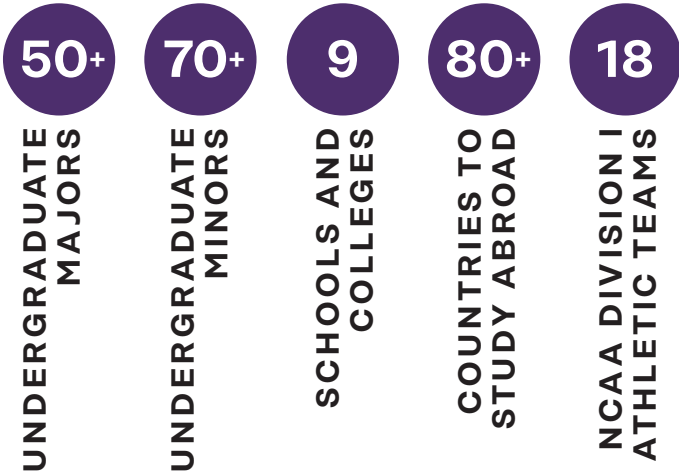 50+
UNDERGRADUATE
MAJORS
70+
UNDERGRADUATE
MINORS
9
SCHOOLS AND
COLLEGES
80+
COUNTRIES TO
STUDY ABROAD
18
NCAA DIVISION I
ATHLETIC TEAMS